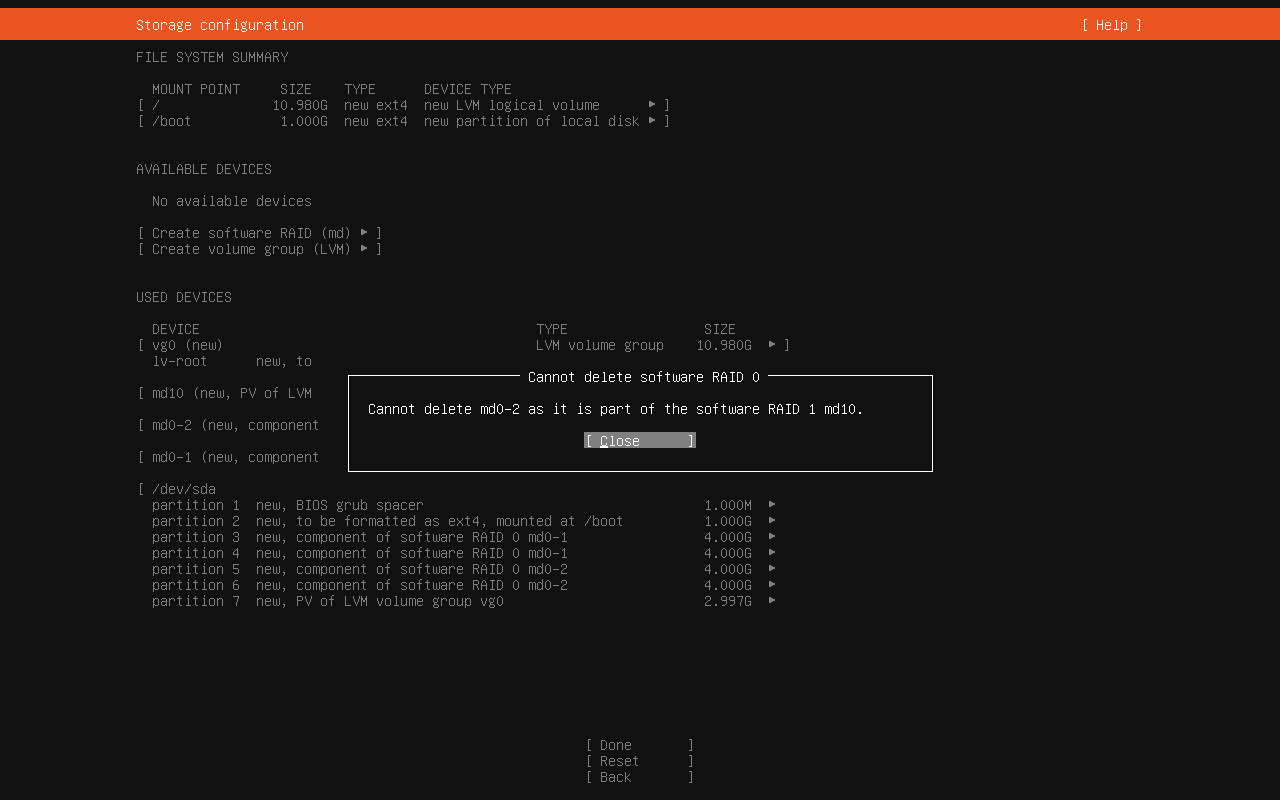 Storage configuration [ Help ]
FILE SYSTEM SUMMARY
MOUNT POINT SIZE TYPE DEVICE TYPE
[ / 10.980G new ext4 new LVM logical volume ▸ ]
[ /boot 1.000G new ext4 new partition of local disk ▸ ]
AVAILABLE DEVICES
No available devices
[ Create software RAID (md) ▸ ]
[ Create volume group (LVM) ▸ ]
USED DEVICES
DEVICE TYPE SIZE
[ vg0 (new) LVM volume group 10.980G ▸ ]
lv-root new, to
[ md10 (new, PV of LVM
[ md0-2 (new, component
[ md0-1 (new, component
Cannot delete software RAID 0
Cannot delete md0-2 as it is part of the software RAID 1 md10.
[ Close ]
[ /dev/sda
partition 1 new, BIOS grub spacer 1.000M ▸
partition 2 new, to be formatted as ext4, mounted at /boot 1.000G ▸
partition 3 new, component of software RAID 0 md0-1 4.000G ▸
partition 4 new, component of software RAID 0 md0-1 4.000G ▸
partition 5 new, component of software RAID 0 md0-2 4.000G ▸
partition 6 new, component of software RAID 0 md0-2 4.000G ▸
partition 7 new, PV of LVM volume group vg0 2.997G ▸
[ Done ]
[ Reset ]
[ Back ]